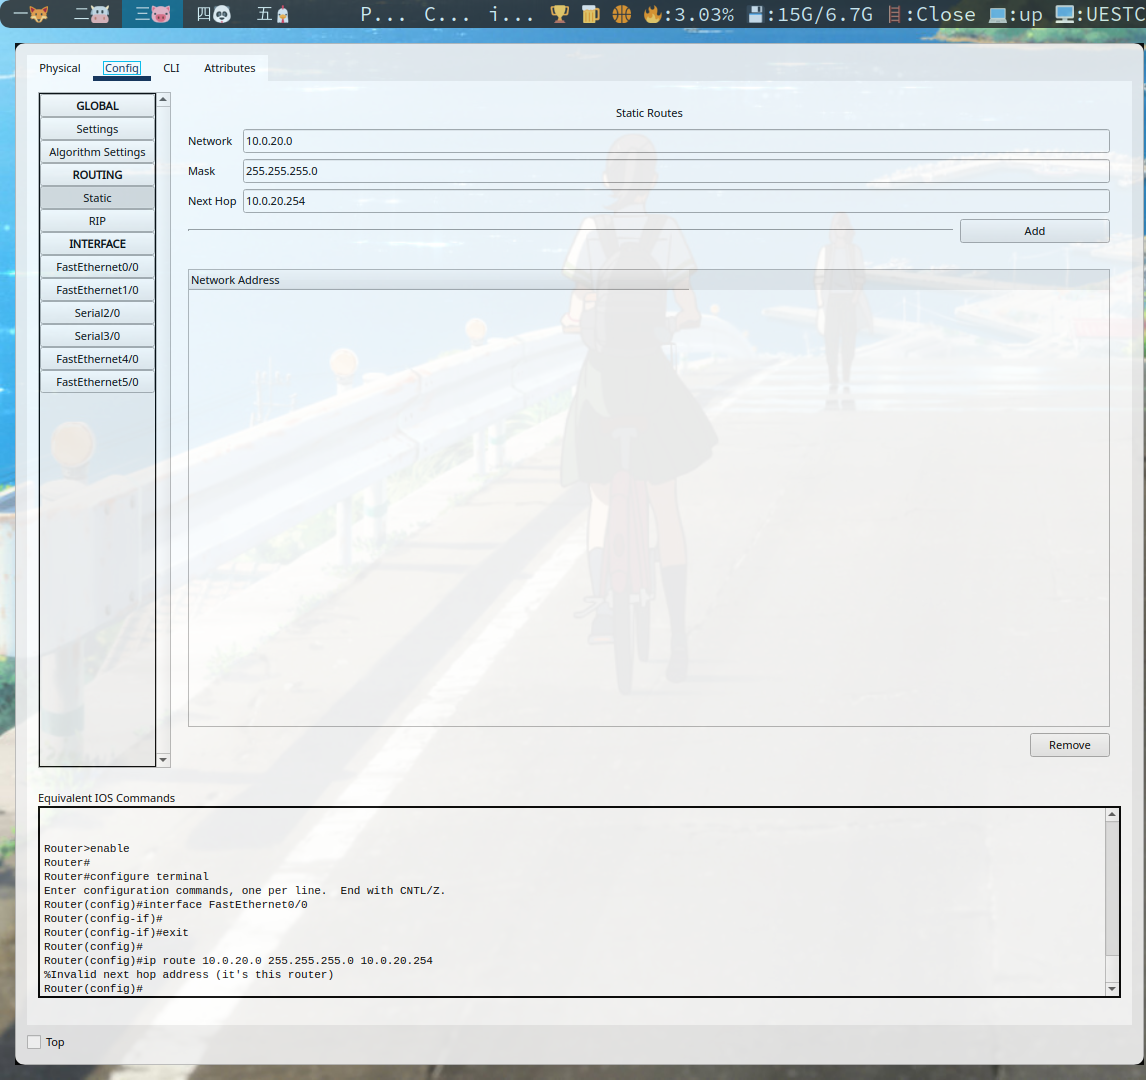 一🦊 二🐮 三🐷 四🐼 五🐔 P... C... i... 🏆 🍺 🏀 🔥:3.03% 💾:15G/6.7G :Close 💻:up 🖥:UESTC
Physical Config CLI Attributes
GLOBAL
Settings
Algorithm Settings
ROUTING
Static
RIP
INTERFACE
FastEthernet0/0
FastEthernet1/0
Serial2/0
Serial3/0
FastEthernet4/0
FastEthernet5/0
Static Routes
Network 10.0.20.0
Mask 255.255.255.0
Next Hop 10.0.20.254
Add
Network Address
Remove
Equivalent IOS Commands
Router>enable
Router#
Router#configure terminal
Enter configuration commands, one per line.  End with CNTL/Z.
Router(config)#interface FastEthernet0/0
Router(config-if)#
Router(config-if)#exit
Router(config)#
Router(config)#ip route 10.0.20.0 255.255.255.0 10.0.20.254
%Invalid next hop address (it's this router)
Router(config)#
Top